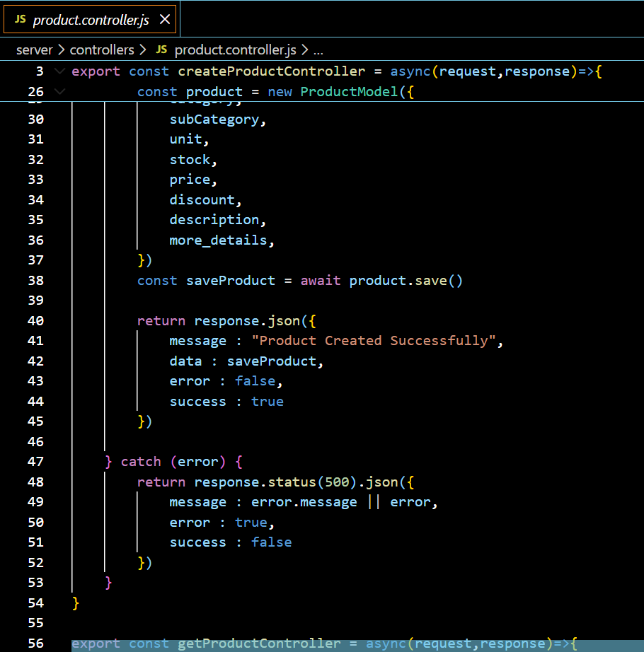 JS product.controller.js ×
server > controllers > JS product.controller.js > ...
3 export const createProductController = async(request,response)=>{
26 const product = new ProductModel({
29 category,
30 subCategory,
31 unit,
32 stock,
33 price,
34 discount,
35 description,
36 more_details,
37 })
38 const saveProduct = await product.save()
39
40 return response.json({
41 message : "Product Created Successfully",
42 data : saveProduct,
43 error : false,
44 success : true
45 })
46
47 } catch (error) {
48 return response.status(500).json({
49 message : error.message || error,
50 error : true,
51 success : false
52 })
53 }
54 }
55
56 export const getProductController = async(request,response)=>{